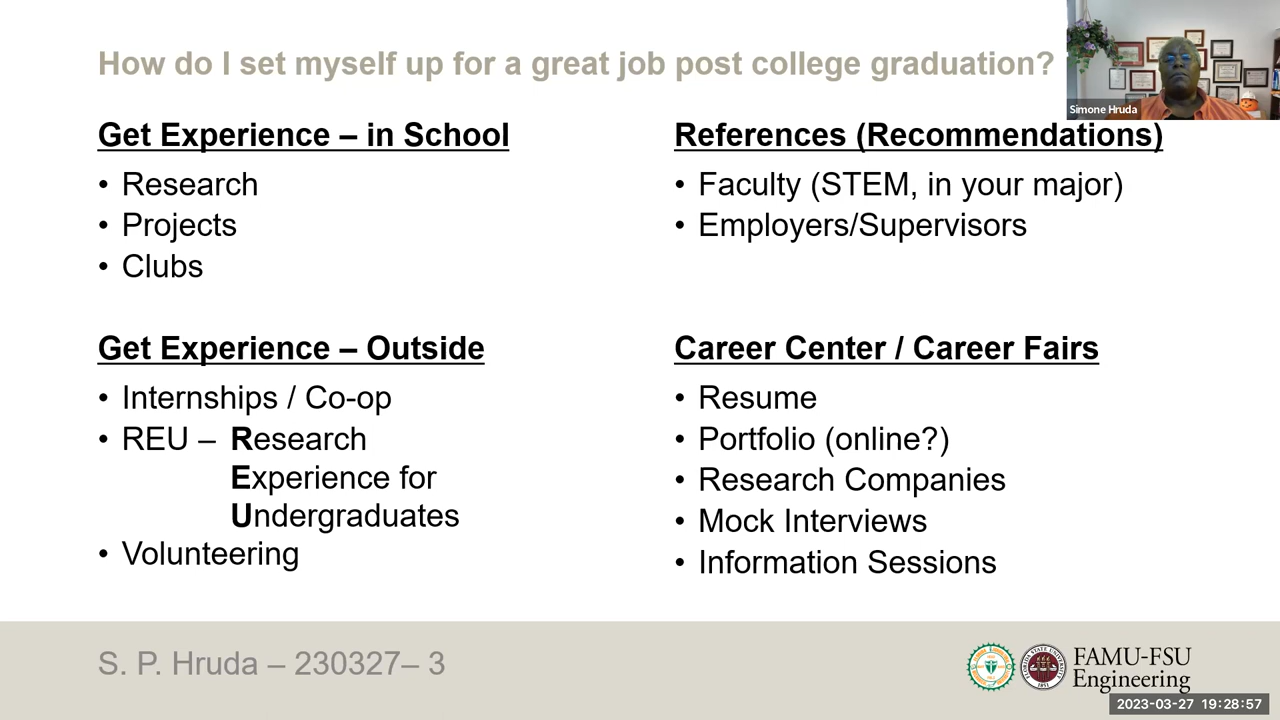 How do I set myself up for a great job post college graduation?
Simone Hruda
Get Experience – in School
• Research
• Projects
• Clubs
References (Recommendations)
• Faculty (STEM, in your major)
• Employers/Supervisors
Get Experience – Outside
• Internships / Co-op
• REU – Research
Experience for
Undergraduates
• Volunteering
Career Center / Career Fairs
• Resume
• Portfolio (online?)
• Research Companies
• Mock Interviews
• Information Sessions
S. P. Hruda – 230327– 3
FAMU-FSU
Engineering
2023-03-27 19:28:57